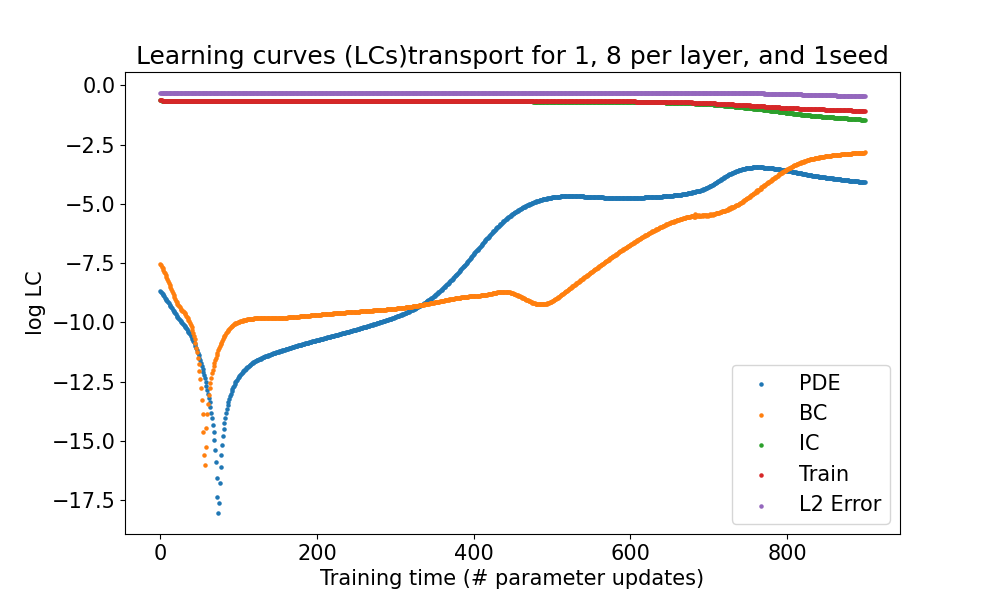 Learning curves (LCs)transport for 1, 8 per layer, and 1seed
0.0
−2.5
−5.0
−7.5
−10.0
−12.5
−15.0
−17.5
log LC
PDE
BC
IC
Train
L2 Error
0 200 400 600 800
Training time (# parameter updates)